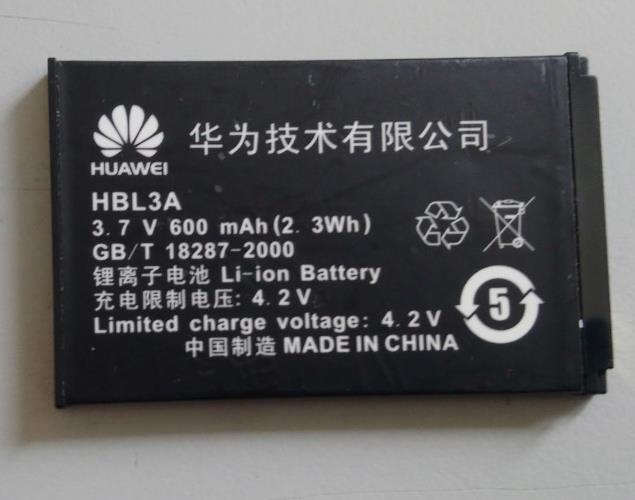 华为技术有限公司
HUAWEI
HBL3A
3.7 V 600 mAh(2.3Wh)
GB/T 18287-2000
锂离子电池 Li-ion Battery
充电限制电压: 4.2V
5
Limited charge voltage: 4.2V
中国制造 MADE IN CHINA